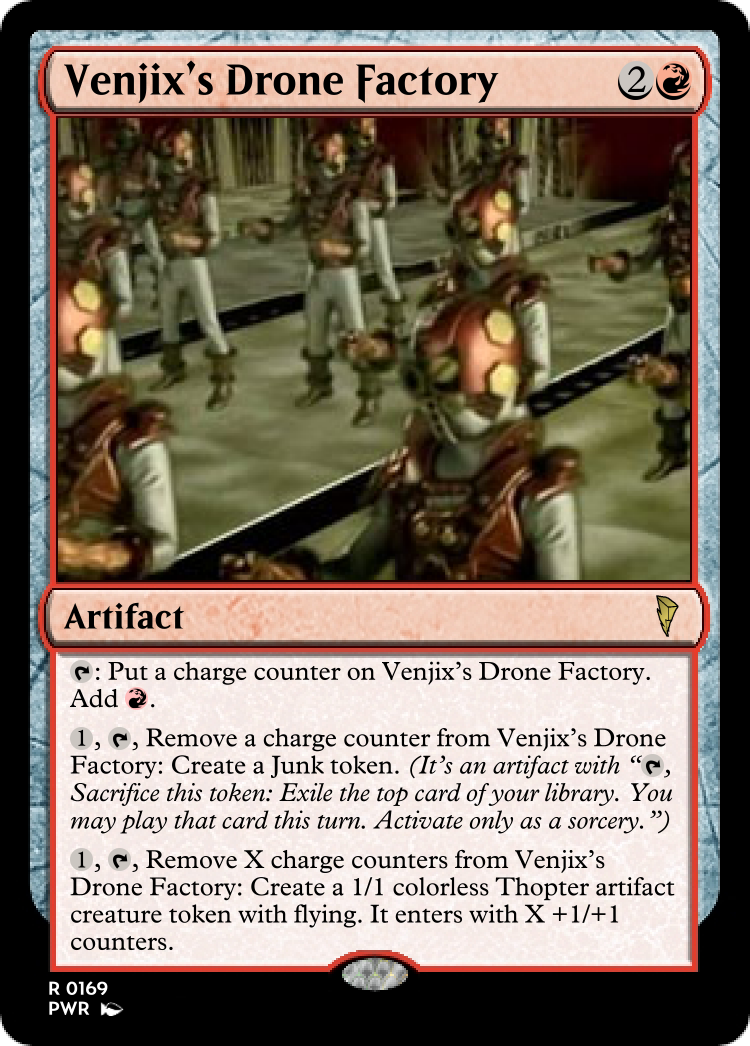 Venjix's Drone Factory 2
Artifact
: Put a charge counter on Venjix's Drone Factory.
Add .
1, , Remove a charge counter from Venjix's Drone
Factory: Create a Junk token. (It's an artifact with “,
Sacrifice this token: Exile the top card of your library. You
may play that card this turn. Activate only as a sorcery.”)
1, , Remove X charge counters from Venjix's
Drone Factory: Create a 1/1 colorless Thopter artifact
creature token with flying. It enters with X +1/+1
counters.
R 0169
PWR